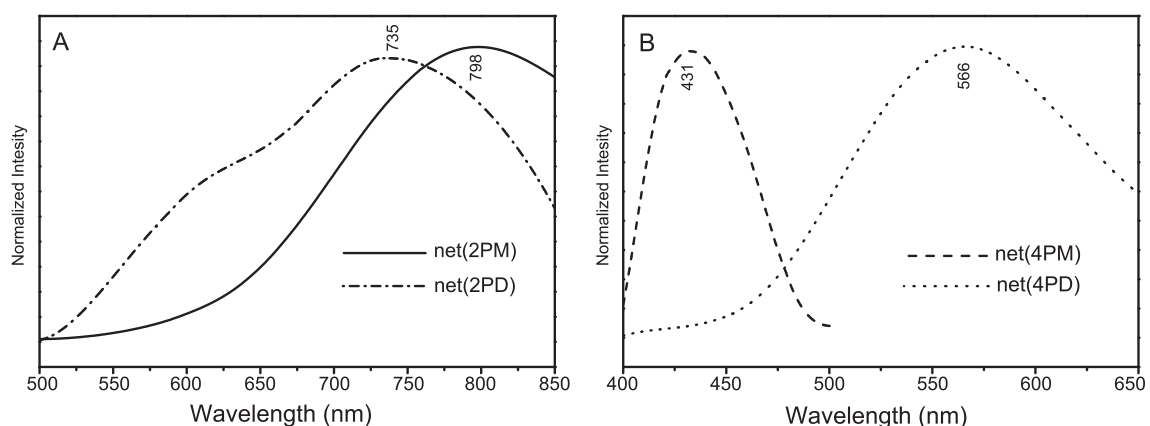 A
735
798
Normalized Intesity
net(2PM)
net(2PD)
500 550 600 650 700 750 800 850
Wavelength (nm)
B
431
566
Normalized Intesity
net(4PM)
net(4PD)
400 450 500 550 600 650
Wavelength (nm)